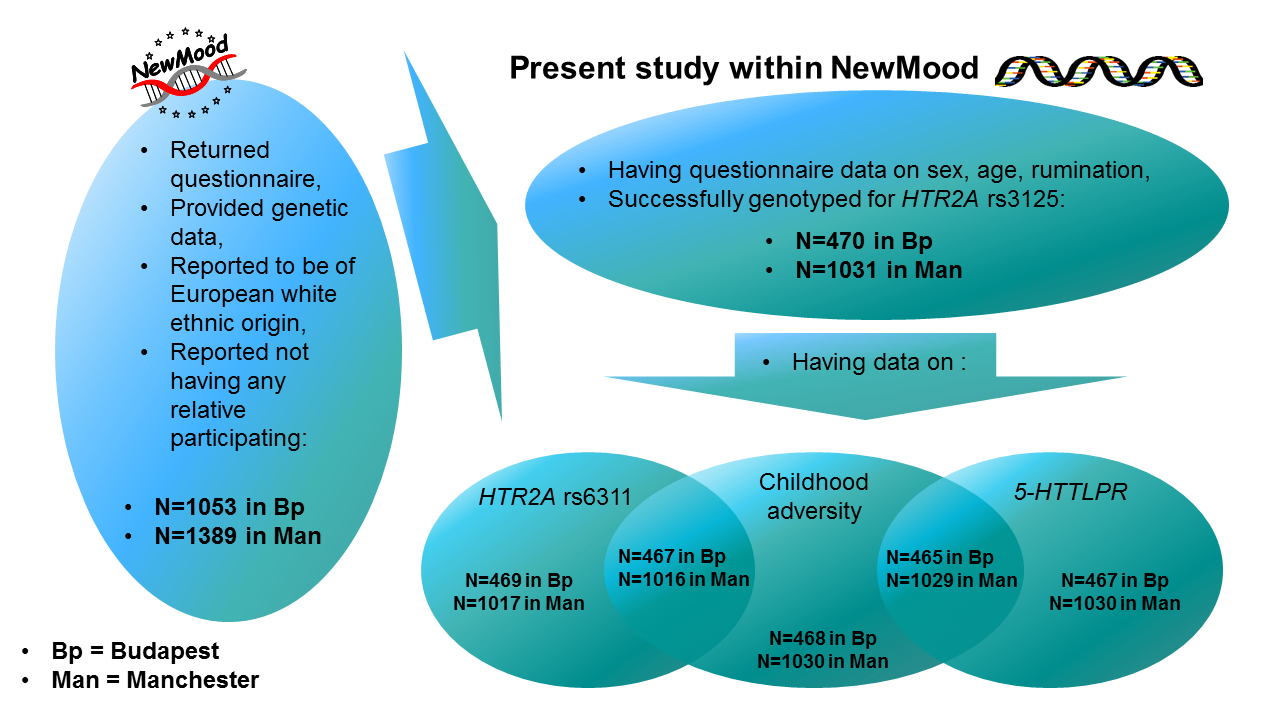 NewMood
• Returned
questionnaire,
• Provided genetic
data,
• Reported to be of
European white
ethnic origin,
• Reported not
having any
relative
participating:
• N=1053 in Bp
• N=1389 in Man
• Bp = Budapest
• Man = Manchester
Present study within NewMood
• Having questionnaire data on sex, age, rumination,
• Successfully genotyped for HTR2A rs3125:
• N=470 in Bp
• N=1031 in Man
• Having data on :
HTR2A rs6311
N=469 in Bp
N=1017 in Man
N=467 in Bp
N=1016 in Man
Childhood
adversity
N=468 in Bp
N=1030 in Man
N=465 in Bp
N=1029 in Man
5-HTTLPR
N=467 in Bp
N=1030 in Man